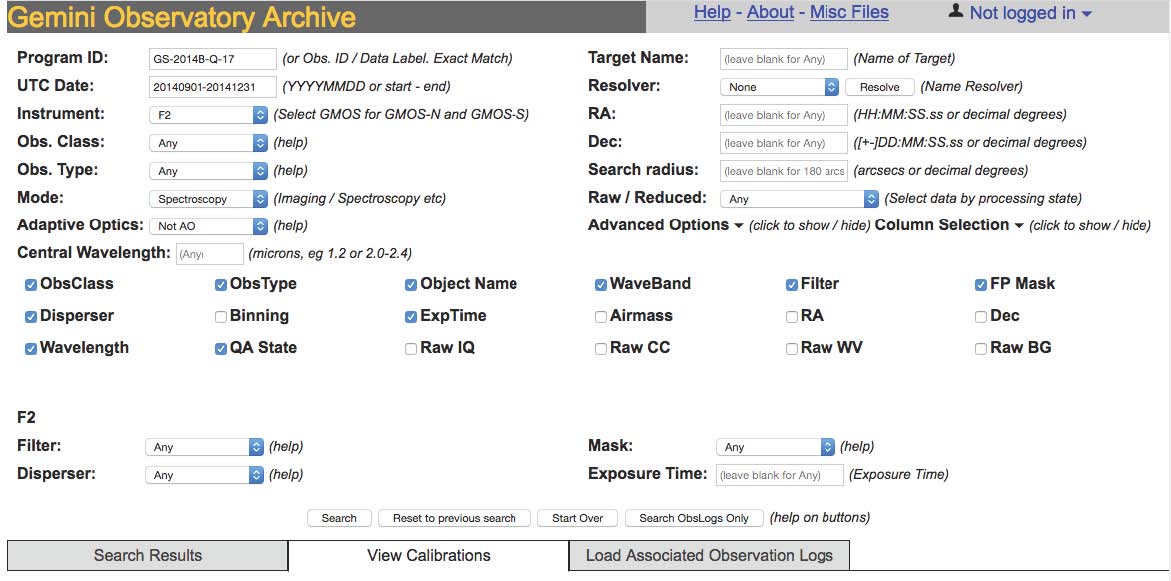 Gemini Observatory Archive
Help - About - Misc Files
Not logged in
Program ID: GS-2014B-Q-17 (or Obs. ID / Data Label. Exact Match)
Target Name: (leave blank for Any) (Name of Target)
UTC Date: 20140901-20141231 (YYYYMMDD or start - end)
Resolver: None Resolve (Name Resolver)
Instrument: F2 (Select GMOS for GMOS-N and GMOS-S)
RA: (leave blank for Any) (HH:MM:SS.ss or decimal degrees)
Obs. Class: Any (help)
Dec: (leave blank for Any) ([+-]DD:MM:SS.ss or decimal degrees)
Obs. Type: Any (help)
Search radius: (leave blank for 180 arcs (arcsecs or decimal degrees)
Mode: Spectroscopy (Imaging / Spectroscopy etc)
Raw / Reduced: Any (Select data by processing state)
Adaptive Optics: Not AO (help)
Advanced Options (click to show / hide) Column Selection (click to show / hide)
Central Wavelength: (Any) (microns, eg 1.2 or 2.0-2.4)
ObsClass ObsType Object Name WaveBand Filter FP Mask
Disperser Binning ExpTime Airmass RA Dec
Wavelength QA State Raw IQ Raw CC Raw WV Raw BG
F2
Filter: Any (help)
Mask: Any (help)
Disperser: Any (help)
Exposure Time: (leave blank for Any) (Exposure Time)
Search Reset to previous search Start Over Search ObsLogs Only (help on buttons)
Search Results View Calibrations Load Associated Observation Logs